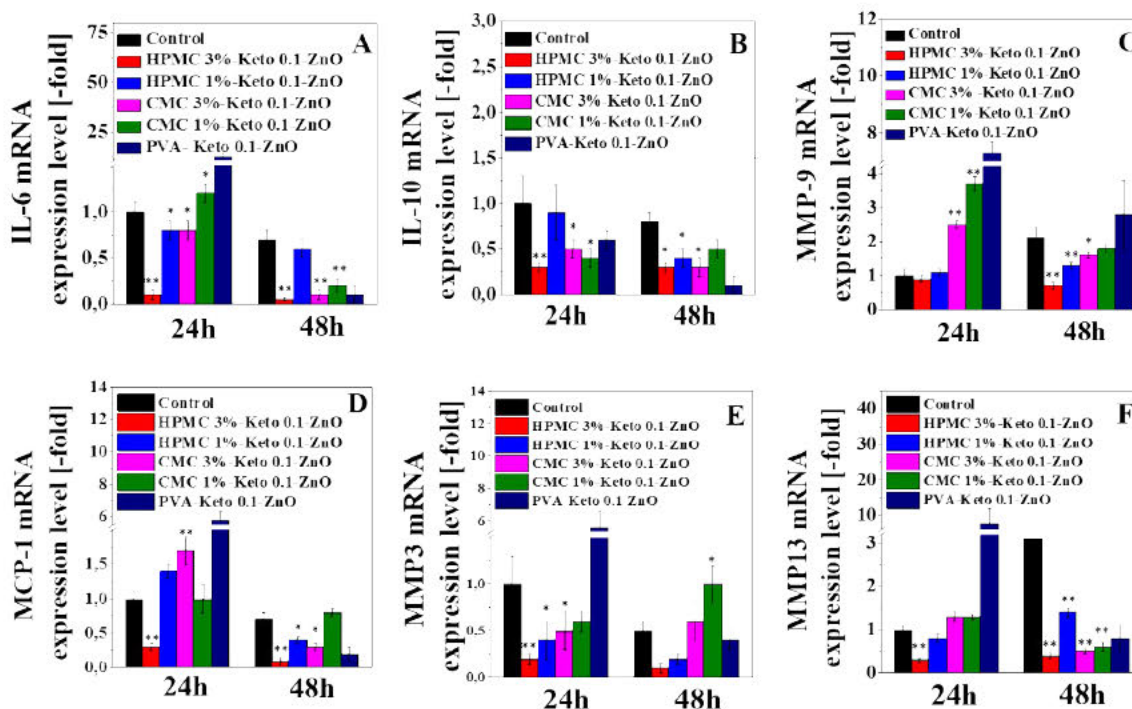 A
IL-6 mRNA
expression level [-fold]
75
50
25
1,0
0,5
0,0
Control
HPMC 3%-Keto 0.1-ZnO
HPMC 1%-Keto 0.1-ZnO
CMC 3%-Keto 0.1-ZnO
CMC 1%-Keto 0.1-ZnO
PVA- Keto 0.1-ZnO
** * * *
** ** **
24h 48h
B
IL-10 mRNA
expression level [-fold]
3,0
2,5
2,0
1,5
1,0
0,5
0,0
Control
HPMC 3%-Keto 0.1-ZnO
HPMC 1%-Keto 0.1-ZnO
CMC 3%-Keto 0.1-ZnO
CMC 1%-Keto 0.1-ZnO
PVA-Keto 0.1-ZnO
** * *
* * *
24h 48h
C
MMP-9 mRNA
expression level [-fold]
12
10
8
4
3
2
1
0
Control
HPMC 3%-Keto 0.1-ZnO
HPMC 1%-Keto 0.1-ZnO
CMC 3%-Keto 0.1-ZnO
CMC 1%-Keto 0.1-ZnO
PVA-Keto 0.1-ZnO
** **
** ** *
24h 48h
D
MCP-1 mRNA
expression level [-fold]
14
12
10
8
6
1,5
1,0
0,5
0,0
Control
HPMC 3%-Keto 0.1-ZnO
HPMC 1%-Keto 0.1-ZnO
CMC 3%-Keto 0.1-ZnO
CMC 1%-Keto 0.1-ZnO
PVA-Keto 0.1-ZnO
** **
** * *
24h 48h
E
MMP3 mRNA
expression level [-fold]
14
12
10
8
6
1,0
0,5
0,0
Control
HPMC 3%-Keto 0.1-ZnO
HPMC 1%-Keto 0.1-ZnO
CMC 3%-Keto 0.1-ZnO
CMC 1%-Keto 0.1-ZnO
PVA-Keto 0.1-ZnO
** * *
*
24h 48h
F
MMP13 mRNA
expression level [-fold]
40
30
20
10
3
2
1
0
Control
HPMC 3%-Keto 0.1-ZnO
HPMC 1%-Keto 0.1-ZnO
CMC 3%-Keto 0.1-ZnO
CMC 1%-Keto 0.1-ZnO
PVA-Keto 0.1-ZnO
**
** ** ** **
24h 48h